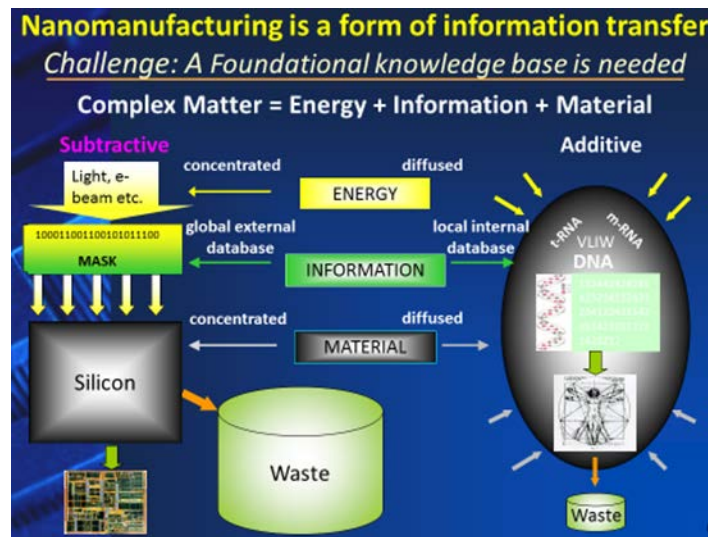 Nanomanufacturing is a form of information transfer
Challenge: A Foundational knowledge base is needed
Complex Matter = Energy + Information + Material
Subtractive
Additive
Light, e-
beam etc.
concentrated
diffused
ENERGY
10001100110010101 1100
MASK
global external
database
local internal
database
INFORMATION
t-RNA
m-RNA
VLIW
DNA
concentrated
diffused
MATERIAL
Silicon
Waste
Waste